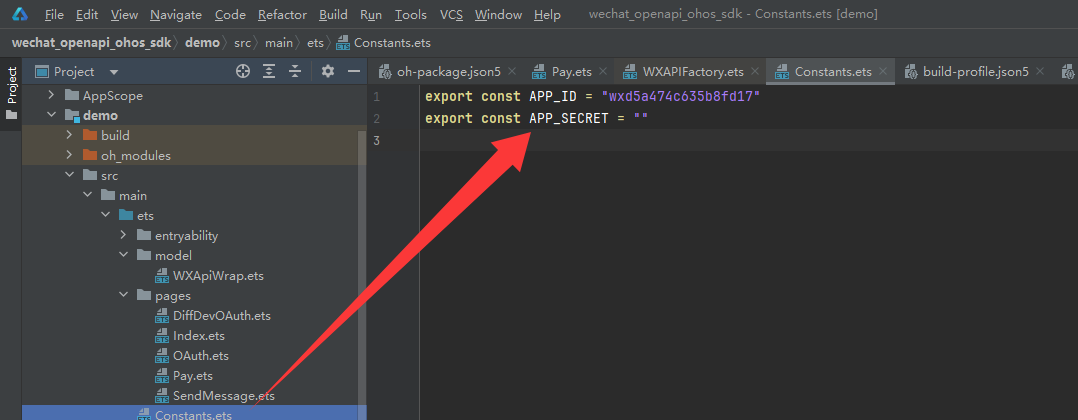 File Edit View Navigate Code Refactor Build Run Tools VCS Window Help wechat_openapi_ohos_sdk - Constants.ets [demo]
wechat_openapi_ohos_sdk demo src main ets Constants.ets
Project
Project
oh-package.json5 Pay.ets WXAPIFactory.ets Constants.ets build-profile.json5
AppScope
demo
build
oh_modules
src
main
ets
entryability
model
WXApiWrap.ets
pages
DiffDevOAuth.ets
Index.ets
OAuth.ets
Pay.ets
SendMessage.ets
Constants.ets
1 export const APP_ID = "wxd5a474c635b8fd17"
2 export const APP_SECRET = ""
3